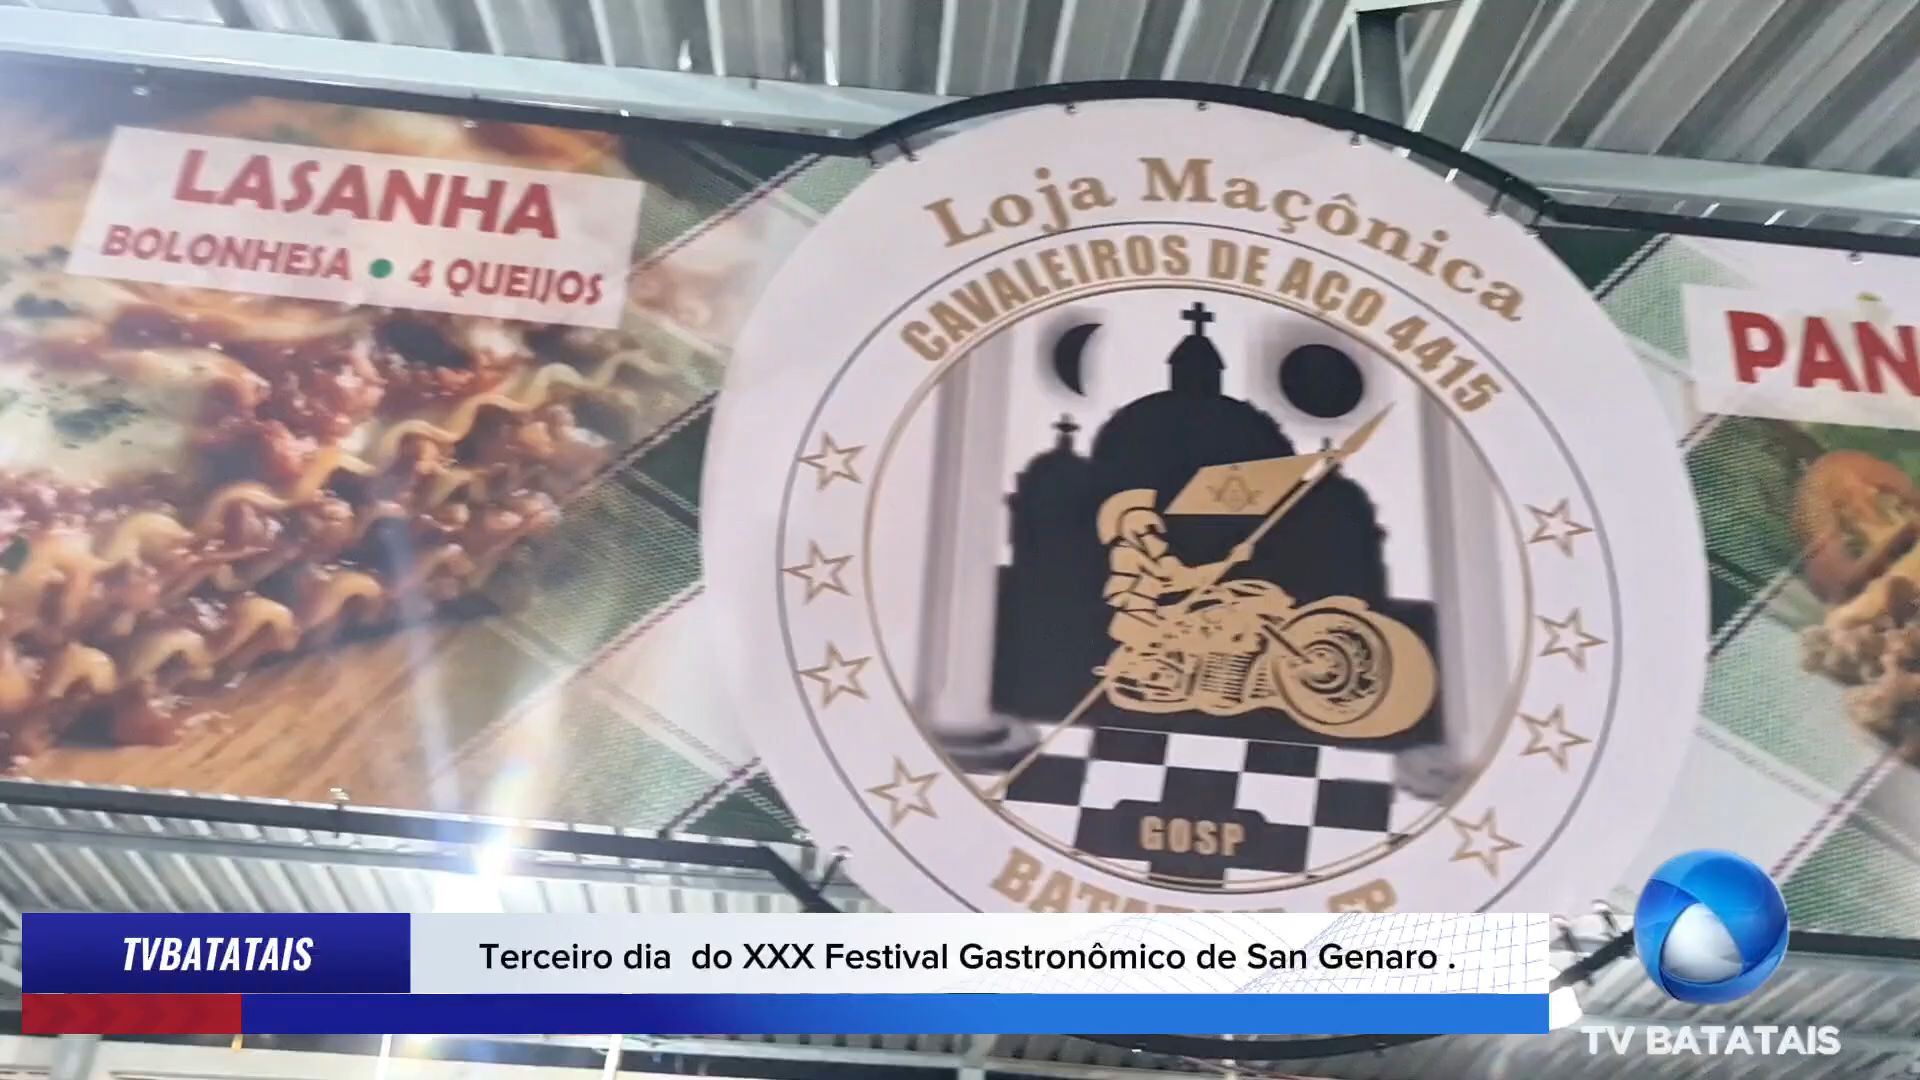 LASANHA
BOLONHESA • 4 QUEIJOS
Loja Maçônica
CAVALEIROS DE AÇO 4415
PAN
GOSP
TVBATATAIS
Terceiro dia do XXX Festival Gastronômico de San Genaro .
TV BATATAIS